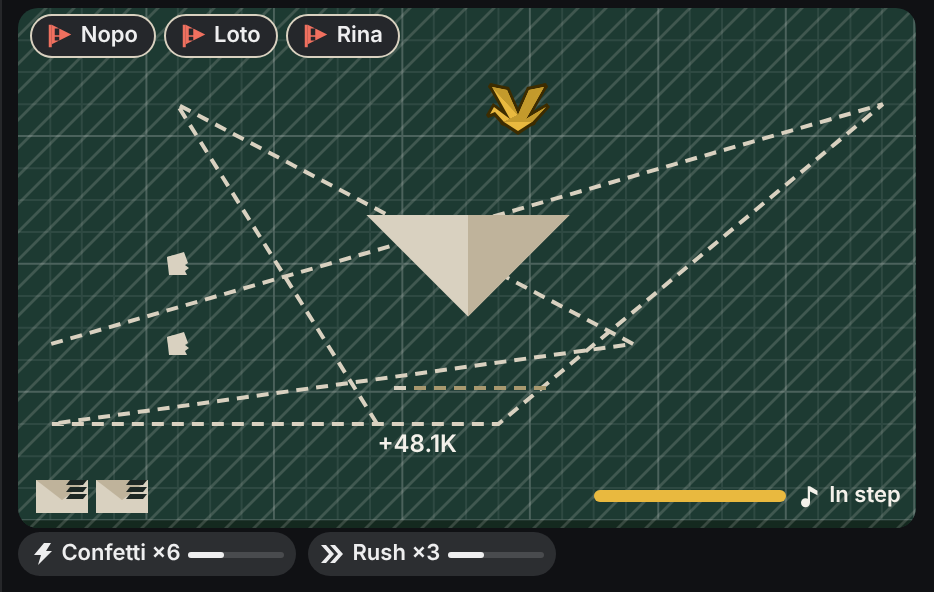 Nopo
Loto
Rina
+48.1K
In step
Confetti ×6
Rush ×3